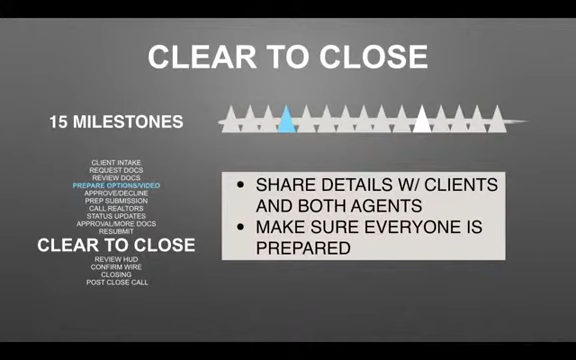 CLEAR TO CLOSE
15 MILESTONES
CLIENT INTAKE
REQUEST DOCS
REVIEW DOCS
PREPARE OPTIONS/VIDEO
APPROVE/DECLINE
PREP SUBMISSION
CALL REALTORS
STATUS UPDATES
APPROVAL/MORE DOCS
RESUBMIT
CLEAR TO CLOSE
REVIEW HUD
CONFIRM WIRE
CLOSING
POST CLOSE CALL
• SHARE DETAILS W/ CLIENTS
AND BOTH AGENTS
• MAKE SURE EVERYONE IS
PREPARED